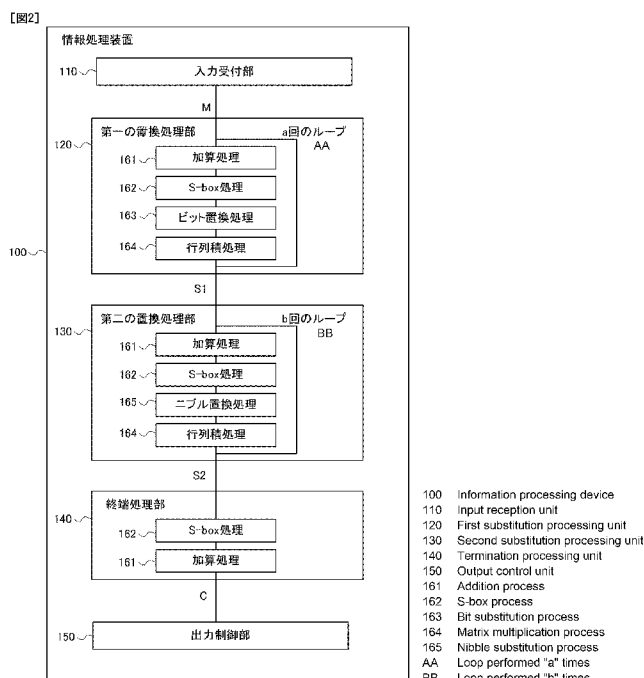 [図2]
情報処理装置
110
入力受付部
M
第一の置換処理部
a回のループ
AA
120
161
加算処理
162
S-box処理
163
ビット置換処理
164
行列積処理
100
S1
第二の置換処理部
b回のループ
BB
130
161
加算処理
162
S-box処理
165
ニブル置換処理
164
行列積処理
S2
終端処理部
140
162
S-box処理
161
加算処理
C
150
出力制御部
100 Information processing device
110 Input reception unit
120 First substitution processing unit
130 Second substitution processing unit
140 Termination processing unit
150 Output control unit
161 Addition process
162 S-box process
163 Bit substitution process
164 Matrix multiplication process
165 Nibble substitution process
AA Loop performed "a" times
BB Loop performed "b" times